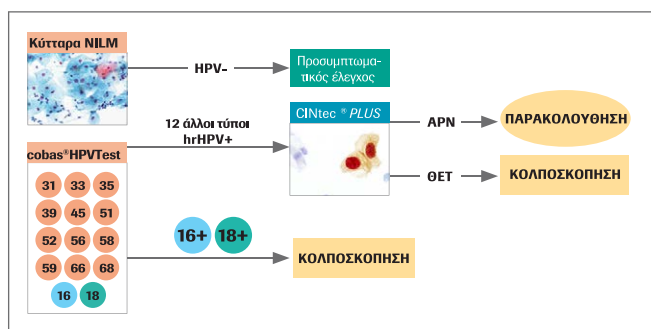 Κύτταρα NILM
HPV-
Προσυμπτωμα-
τικός έλεγχος
12 άλλοι τύποι
hrHPV+
CINtec ® PLUS
ΑΡΝ
ΠΑΡΑΚΟΛΟΥΘΗΣΗ
ΘΕΤ
ΚΟΛΠΟΣΚΟΠΗΣΗ
cobas®HPVTest
31 33 35
39 45 51
52 56 58
59 66 68
16 18
16+ 18+
ΚΟΛΠΟΣΚΟΠΗΣΗ